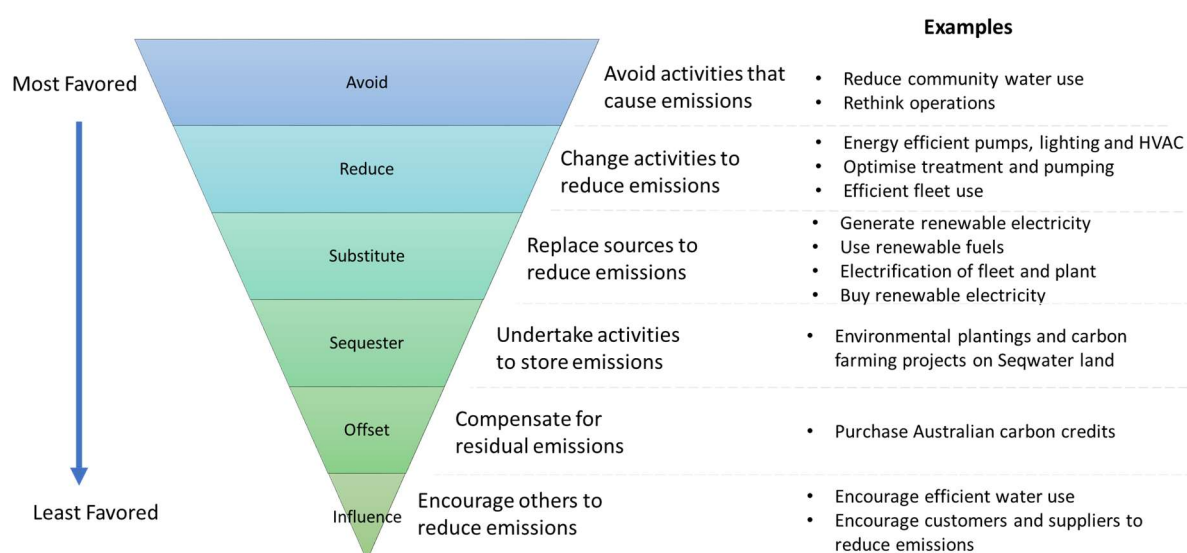 Examples
Most Favored
Avoid
Avoid activities that
cause emissions
• Reduce community water use
• Rethink operations
Reduce
Change activities to
reduce emissions
• Energy efficient pumps, lighting and HVAC
• Optimise treatment and pumping
• Efficient fleet use
Substitute
Replace sources to
reduce emissions
• Generate renewable electricity
• Use renewable fuels
• Electrification of fleet and plant
• Buy renewable electricity
Sequester
Undertake activities
to store emissions
• Environmental plantings and carbon
farming projects on Seqwater land
Offset
Compensate for
residual emissions
• Purchase Australian carbon credits
Least Favored
Influence
Encourage others to
reduce emissions
• Encourage efficient water use
• Encourage customers and suppliers to
reduce emissions